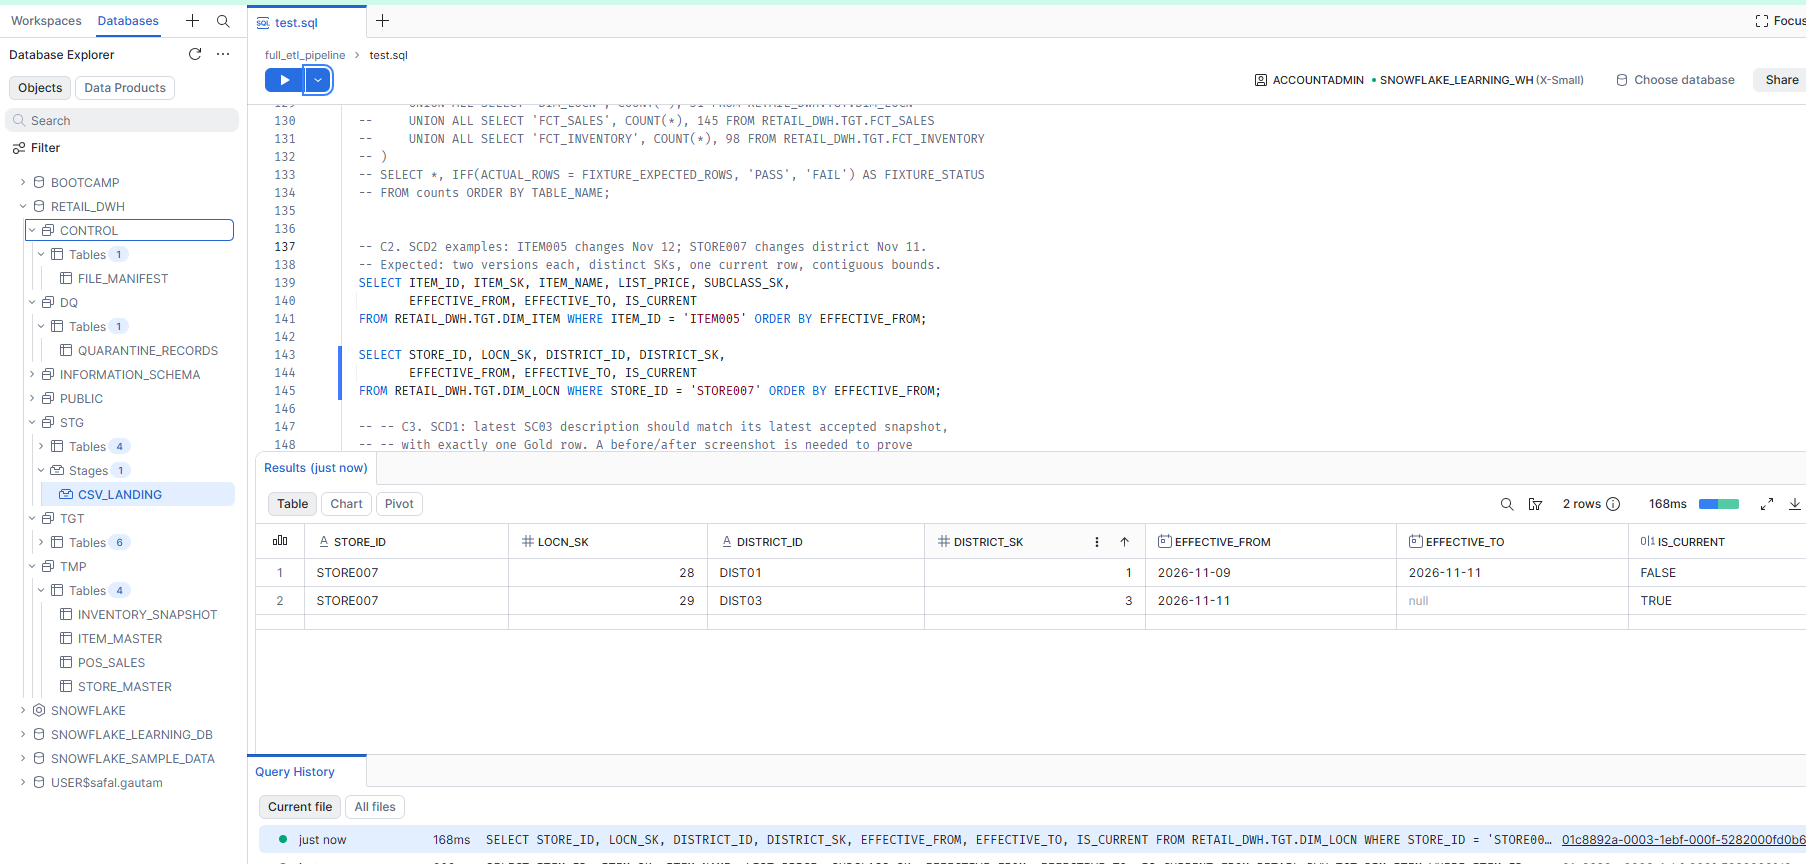 Workspaces Databases
test.sql
Focus
Database Explorer
full_etl_pipeline > test.sql
Objects Data Products
ACCOUNTADMIN • SNOWFLAKE_LEARNING_WH (X-Small) Choose database Share
Search
Filter
BOOTCAMP
RETAIL_DWH
CONTROL
Tables 1
FILE_MANIFEST
DQ
Tables 1
QUARANTINE_RECORDS
INFORMATION_SCHEMA
PUBLIC
STG
Tables 4
Stages 1
CSV_LANDING
TGT
Tables 6
TMP
Tables 4
INVENTORY_SNAPSHOT
ITEM_MASTER
POS_SALES
STORE_MASTER
SNOWFLAKE
SNOWFLAKE_LEARNING_DB
SNOWFLAKE_SAMPLE_DATA
USER$safal.gautam
130 -- UNION ALL SELECT 'FCT_SALES', COUNT(*), 145 FROM RETAIL_DWH.TGT.FCT_SALES
131 -- UNION ALL SELECT 'FCT_INVENTORY', COUNT(*), 98 FROM RETAIL_DWH.TGT.FCT_INVENTORY
132 -- )
133 -- SELECT *, IFF(ACTUAL_ROWS = FIXTURE_EXPECTED_ROWS, 'PASS', 'FAIL') AS FIXTURE_STATUS
134 -- FROM counts ORDER BY TABLE_NAME;
135
136
137 -- C2. SCD2 examples: ITEM005 changes Nov 12; STORE007 changes district Nov 11.
138 -- Expected: two versions each, distinct SKs, one current row, contiguous bounds.
139 SELECT ITEM_ID, ITEM_SK, ITEM_NAME, LIST_PRICE, SUBCLASS_SK,
140 EFFECTIVE_FROM, EFFECTIVE_TO, IS_CURRENT
141 FROM RETAIL_DWH.TGT.DIM_ITEM WHERE ITEM_ID = 'ITEM005' ORDER BY EFFECTIVE_FROM;
142
143 SELECT STORE_ID, LOCN_SK, DISTRICT_ID, DISTRICT_SK,
144 EFFECTIVE_FROM, EFFECTIVE_TO, IS_CURRENT
145 FROM RETAIL_DWH.TGT.DIM_LOCN WHERE STORE_ID = 'STORE007' ORDER BY EFFECTIVE_FROM;
146
147 -- -- C3. SCD1: latest SC03 description should match its latest accepted snapshot,
148 -- -- with exactly one Gold row. A before/after screenshot is needed to prove
Results (just now)
Table Chart Pivot
2 rows 168ms
STORE_ID LOCN_SK DISTRICT_ID DISTRICT_SK EFFECTIVE_FROM EFFECTIVE_TO IS_CURRENT
1 STORE007 28 DIST01 1 2026-11-09 2026-11-11 FALSE
2 STORE007 29 DIST03 3 2026-11-11 null TRUE
Query History
Current file All files
just now 168ms SELECT STORE_ID, LOCN_SK, DISTRICT_ID, DISTRICT_SK, EFFECTIVE_FROM, EFFECTIVE_TO, IS_CURRENT FROM RETAIL_DWH.TGT.DIM_LOCN WHERE STORE_ID = 'STORE00... 01c8892a-0003-1ebf-000f-5282000fd0b6